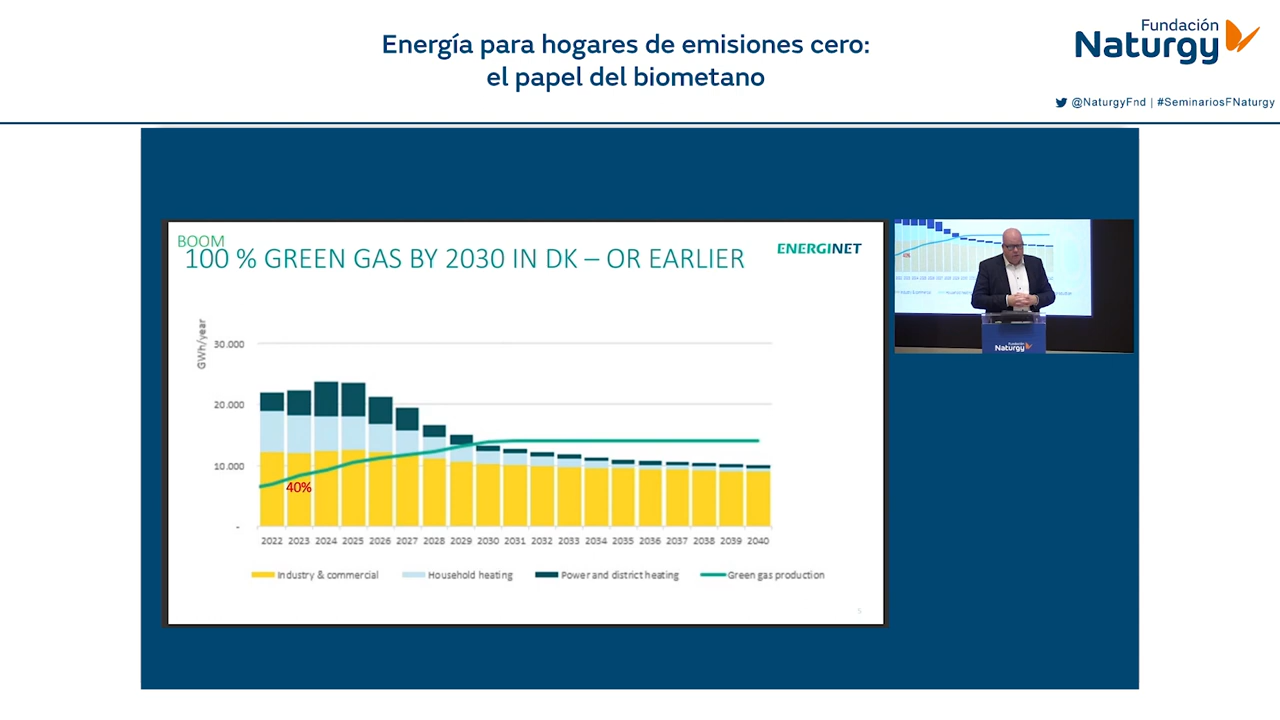 Energía para hogares de emisiones cero:
el papel del biometano
Fundación
Naturgy
@NaturgyFnd | #SeminariosFNaturgy
BOOM
100 % GREEN GAS BY 2030 IN DK – OR EARLIER
ENERGINET
GWh/year
30.000
20.000
10.000
-
40%
2022 2023 2024 2025 2026 2027 2028 2029 2030 2031 2032 2033 2034 2035 2036 2037 2038 2039 2040
Industry & commercial Household heating Power and district heating Green gas production
5
Fundación
Naturgy